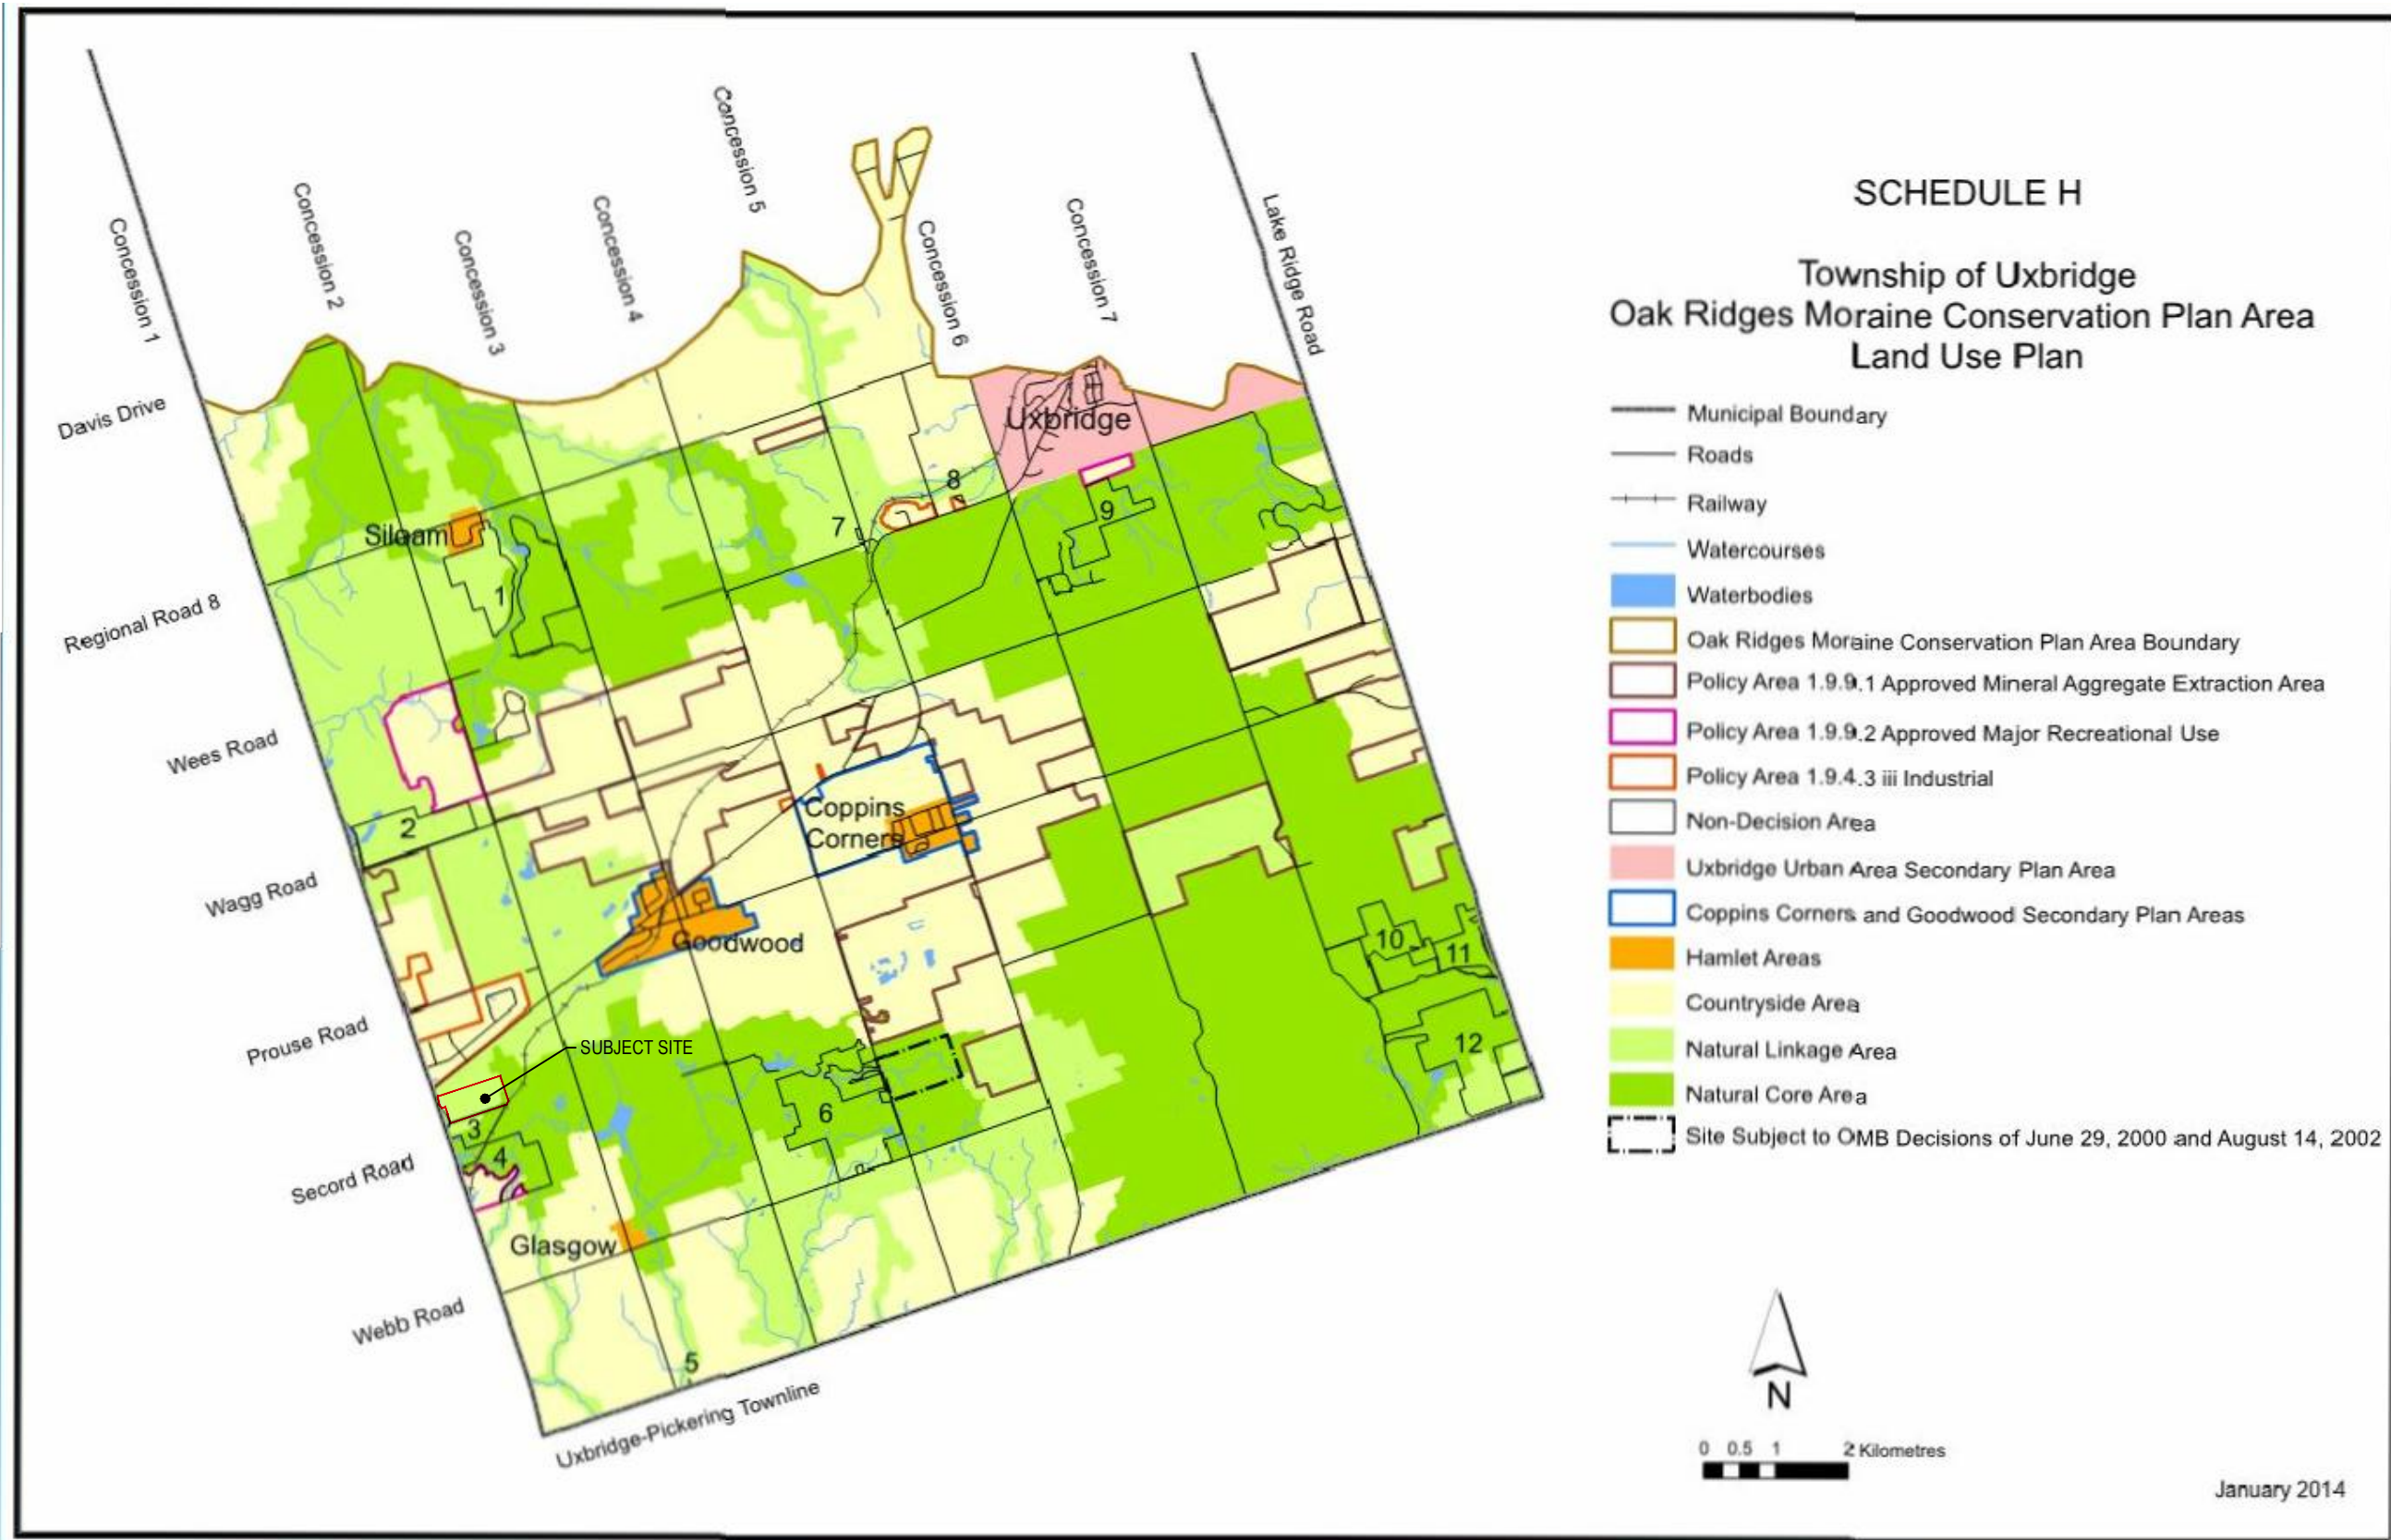 SCHEDULE H
Township of Uxbridge
Oak Ridges Moraine Conservation Plan Area
Land Use Plan
Municipal Boundary
Roads
Railway
Watercourses
Waterbodies
Oak Ridges Moraine Conservation Plan Area Boundary
Policy Area 1.9.9.1 Approved Mineral Aggregate Extraction Area
Policy Area 1.9.9.2 Approved Major Recreational Use
Policy Area 1.9.4.3 iii Industrial
Non-Decision Area
Uxbridge Urban Area Secondary Plan Area
Coppins Corners and Goodwood Secondary Plan Areas
Hamlet Areas
Countryside Area
Natural Linkage Area
Natural Core Area
Site Subject to OMB Decisions of June 29, 2000 and August 14, 2002
N
0 0.5 1 2 Kilometres
January 2014
Concession 1
Concession 2
Concession 3
Concession 4
Concession 5
Concession 6
Concession 7
Lake Ridge Road
Davis Drive
Regional Road 8
Wees Road
Wagg Road
Prouse Road
Secord Road
Webb Road
Uxbridge-Pickering Townline
Uxbridge
8
7
9
Siloam
1
2
Coppins
Corners
Goodwood
10
11
12
SUBJECT SITE
3
4
6
Glasgow
5